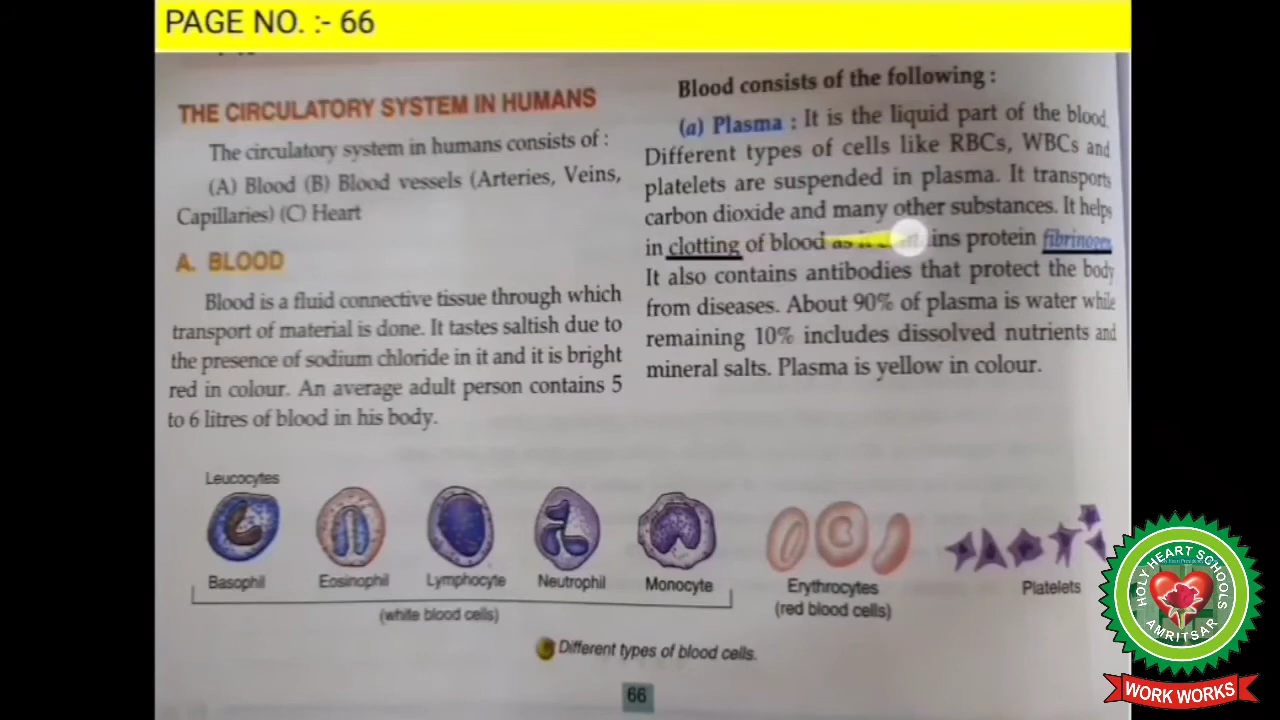 PAGE NO. :- 66
THE CIRCULATORY SYSTEM IN HUMANS
The circulatory system in humans consists of :
(A) Blood (B) Blood vessels (Arteries, Veins,
Capillaries) (C) Heart
A. BLOOD
Blood is a fluid connective tissue through which
transport of material is done. It tastes saltish due to
the presence of sodium chloride in it and it is bright
red in colour. An average adult person contains 5
to 6 litres of blood in his body.
Blood consists of the following :
(a) Plasma : It is the liquid part of the blood.
Different types of cells like RBCs, WBCs and
platelets are suspended in plasma. It transports
carbon dioxide and many other substances. It helps
in clotting of blood as it ins protein fibrinogen
It also contains antibodies that protect the body
from diseases. About 90% of plasma is water while
remaining 10% includes dissolved nutrients and
mineral salts. Plasma is yellow in colour.
Leucocytes
Basophil
Eosinophil
Lymphocyte
Neutrophil
Monocyte
(white blood cells)
Erythrocytes
(red blood cells)
Platelets
Different types of blood cells.
66
HOLY HEART SCHOOLS
AMRITSAR
WORK WORKS